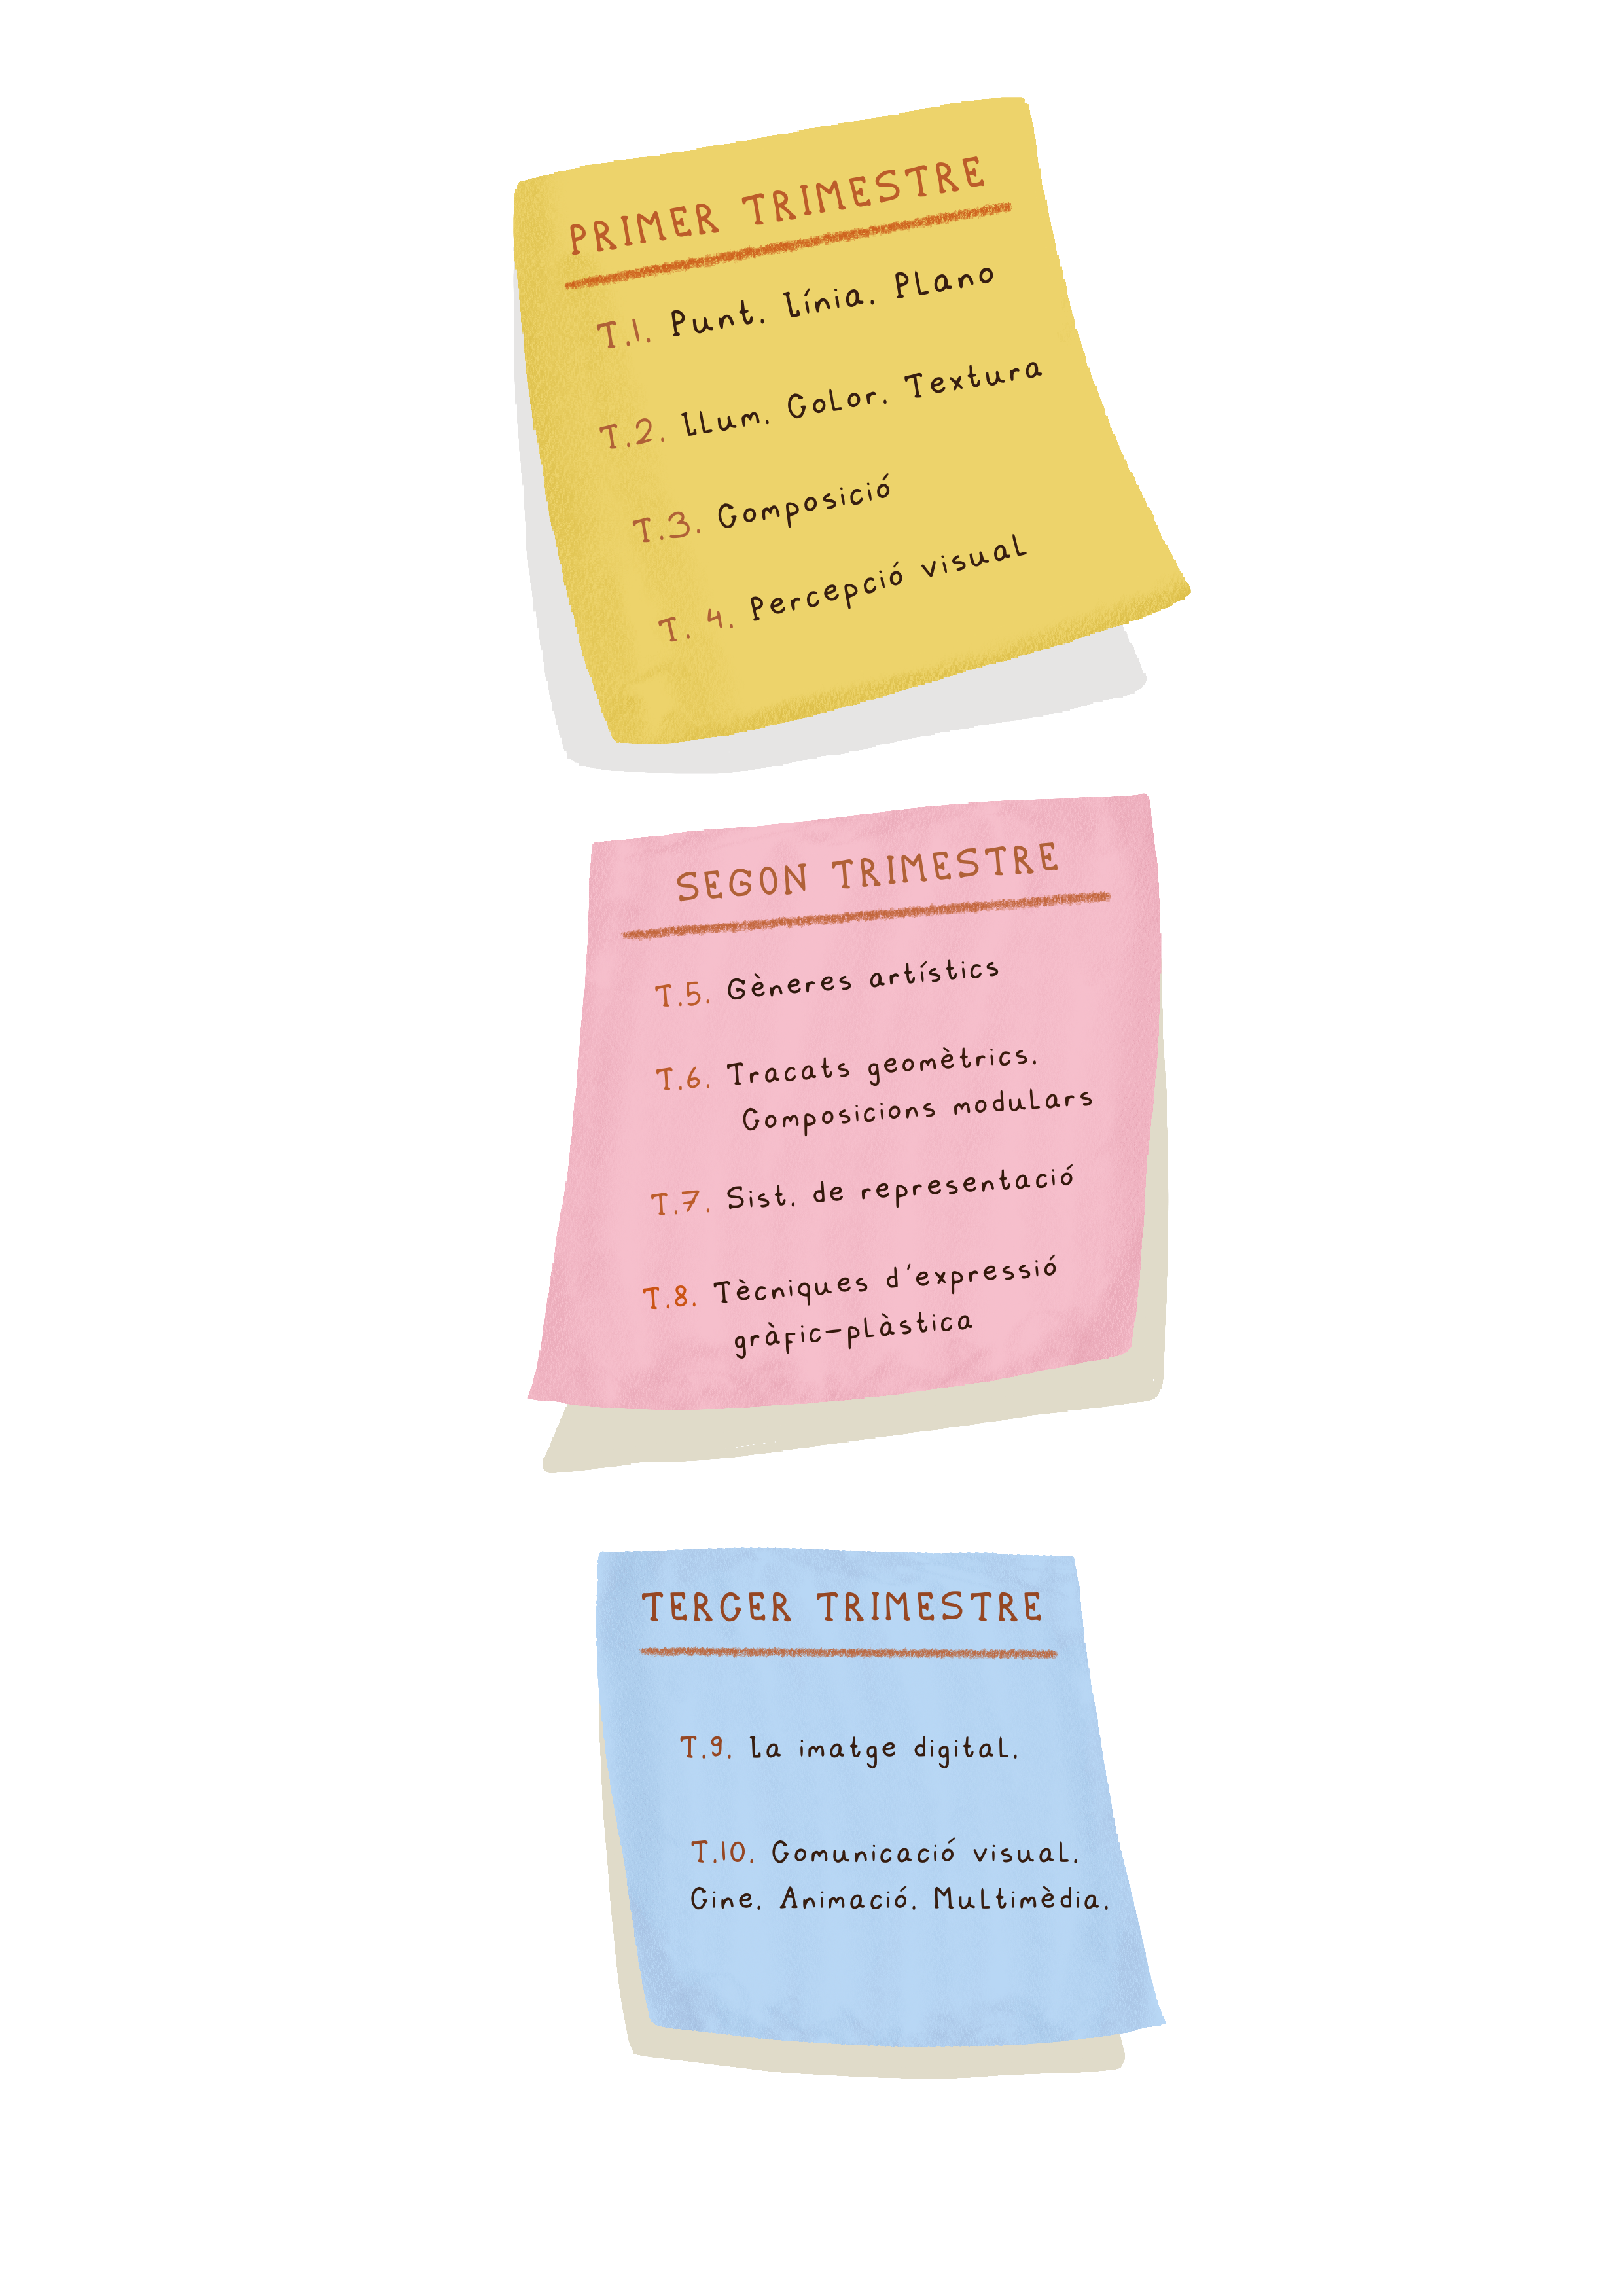 PRIMER TRIMESTRE
T.1. Punt. Línia. Plano
T.2. Llum. Color. Textura
T.3. Composició
T. 4. Percepció visual
SEGON TRIMESTRE
T.5. Gèneres artístics
T.6. Tracats geomètrics.
Composicions modulars
T.7. Sist. de representació
T.8. Tècniques d'expressió
gràfic-plàstica
TERCER TRIMESTRE
T.9. La imatge digital.
T.10. Comunicació visual.
Cine. Animació. Multimèdia.